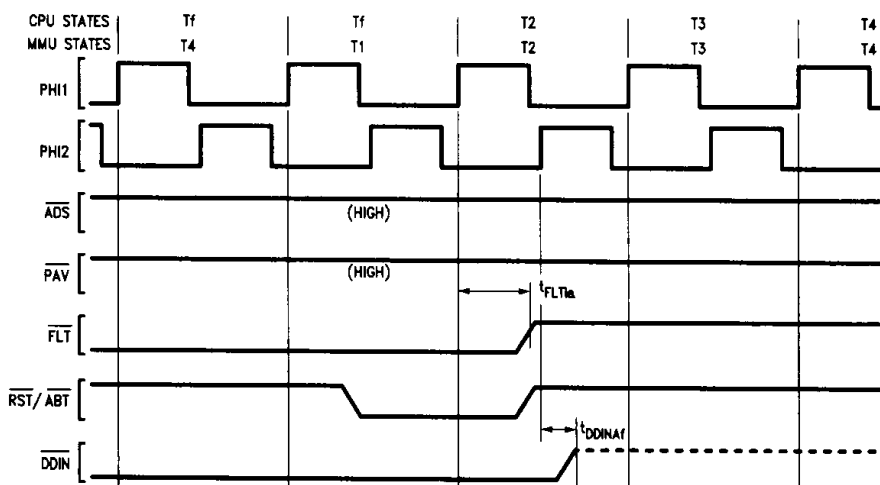 CPU STATES Tf Tf T2 T3 T4
MMU STATES T4 T1 T2 T3 T4
PHI1
PHI2
ADS (HIGH)
PAV (HIGH)
tFLTIa
FLT
RST/ABT
tDDINAf
DDIN